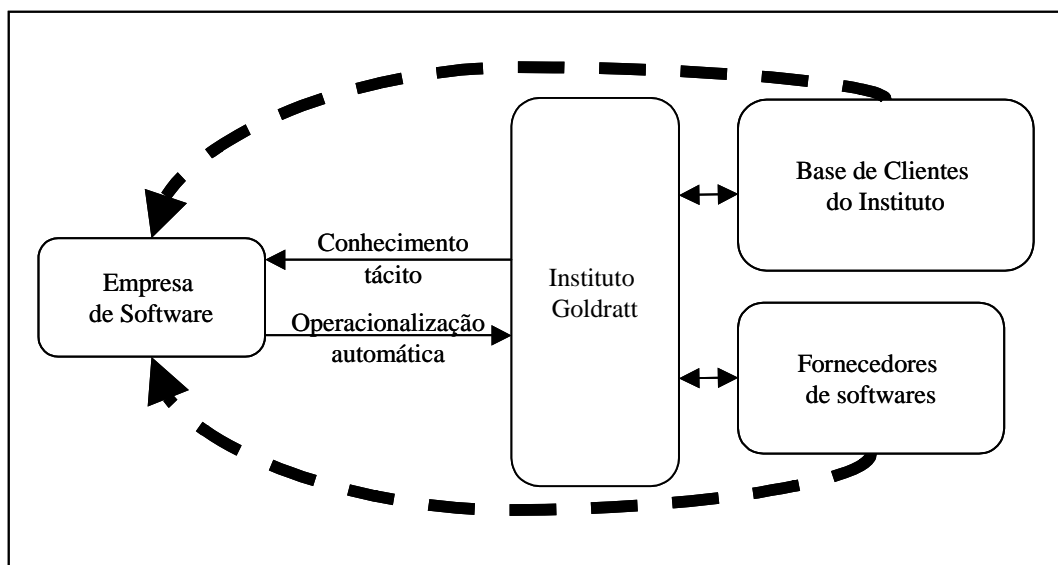 Base de Clientes
do Instituto
Conhecimento
tácito
Empresa
de Software
Instituto
Goldratt
Operacionalização
automática
Fornecedores
de softwares